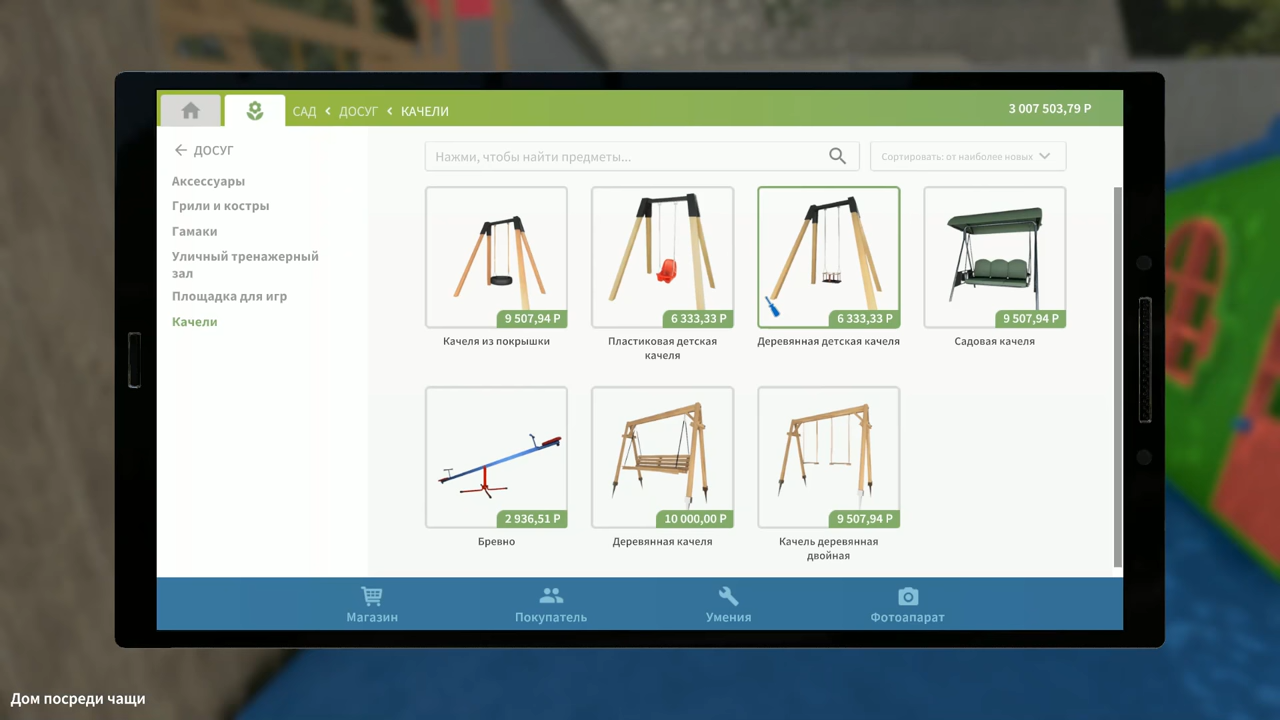 САД < ДОСУГ < КАЧЕЛИ
3 007 503,79 Р
ДОСУГ
Аксессуары
Грили и костры
Гамаки
Уличный тренажерный
зал
Площадка для игр
Качели
Нажми, чтобы найти предметы...
Сортировать: от наиболее новых
9 507,94 Р
6 333,33 Р
6 333,33 Р
9 507,94 Р
Качеля из покрышки
Пластиковая детская
качеля
Деревянная детская качеля
Садовая качеля
2 936,51 Р
10 000,00 Р
9 507,94 Р
Бревно
Деревянная качеля
Качель деревянная
двойная
Магазин
Покупатель
Умения
Фотоаппарат
Дом посреди чащи